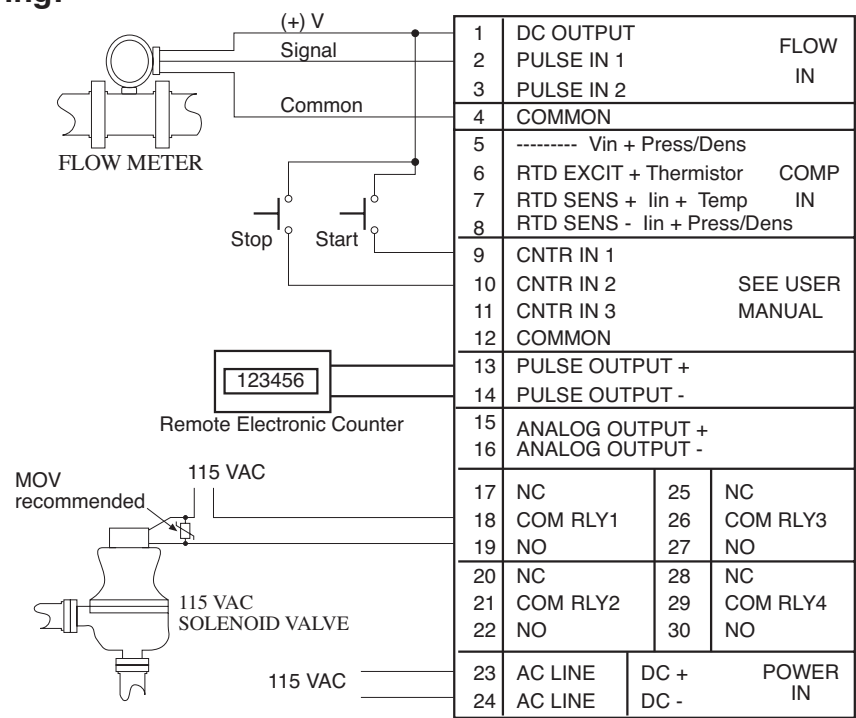 (+) V
Signal
Common
FLOW METER
Stop
Start
123456
Remote Electronic Counter
MOV
recommended
115 VAC
115 VAC
SOLENOID VALVE
115 VAC
1 DC OUTPUT
2 PULSE IN 1
3 PULSE IN 2
FLOW
IN
4 COMMON
5 --------- Vin + Press/Dens
6 RTD EXCIT + Thermistor COMP
7 RTD SENS + Iin + Temp IN
8 RTD SENS - Iin + Press/Dens
9 CNTR IN 1
10 CNTR IN 2 SEE USER
11 CNTR IN 3 MANUAL
12 COMMON
13 PULSE OUTPUT +
14 PULSE OUTPUT -
15 ANALOG OUTPUT +
16 ANALOG OUTPUT -
17 NC 25 NC
18 COM RLY1 26 COM RLY3
19 NO 27 NO
20 NC 28 NC
21 COM RLY2 29 COM RLY4
22 NO 30 NO
23 AC LINE DC + POWER
24 AC LINE DC - IN